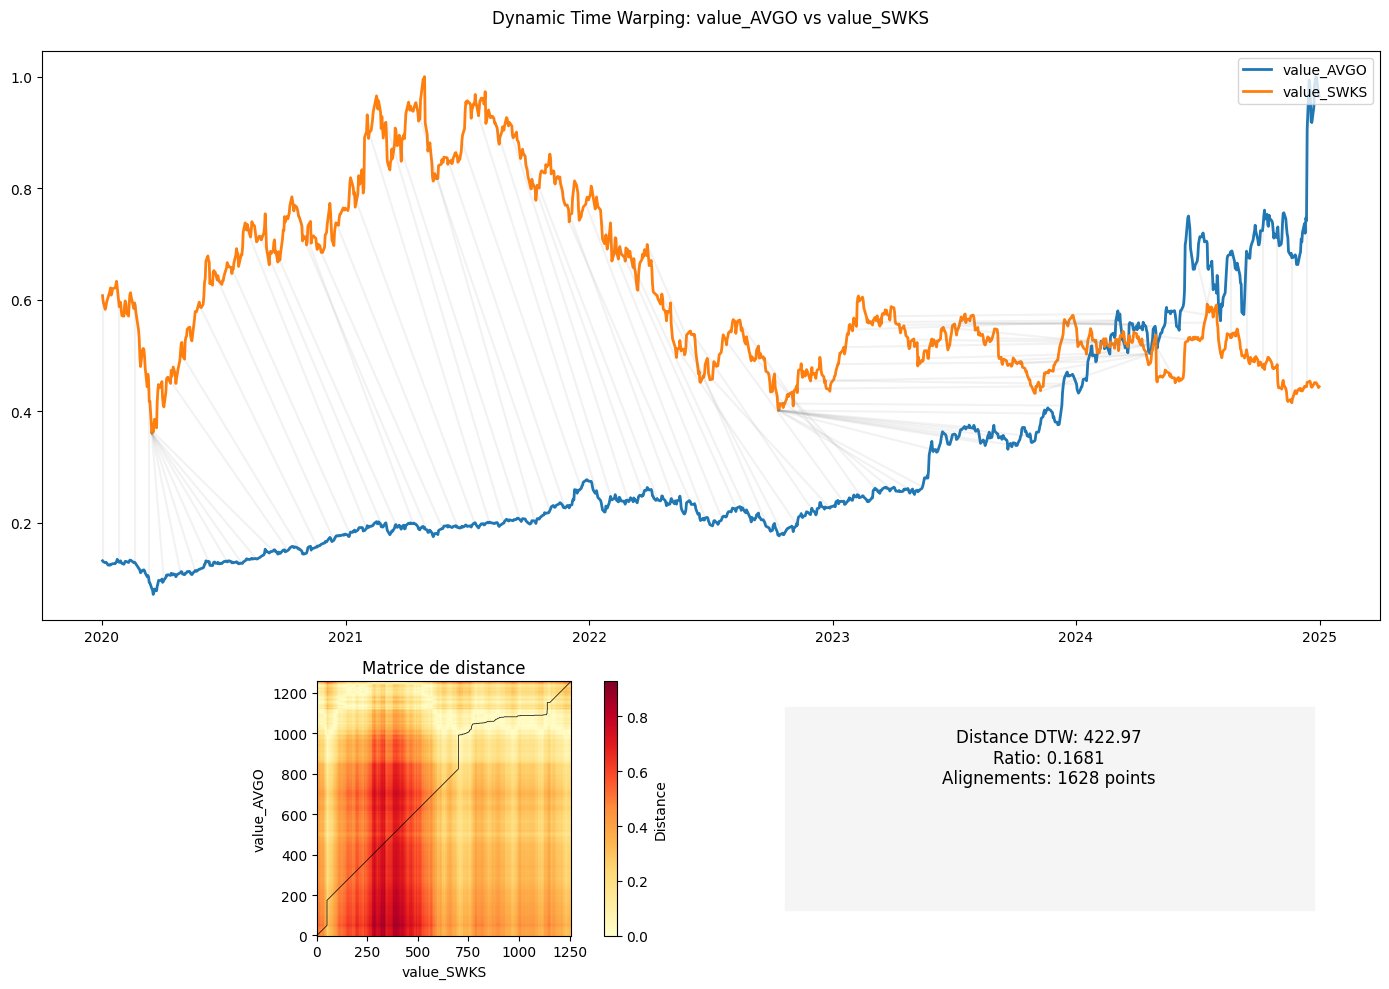 Dynamic Time Warping: value_AVGO vs value_SWKS
value_AVGO
value_SWKS
1.0
0.8
0.6
0.4
0.2
2020
2021
2022
2023
2024
2025
Matrice de distance
value_AVGO
1200
1000
800
600
400
200
0
0
250
500
750
1000
1250
value_SWKS
0.8
0.6
0.4
0.2
0.0
Distance
Distance DTW: 422.97
Ratio: 0.1681
Alignements: 1628 points